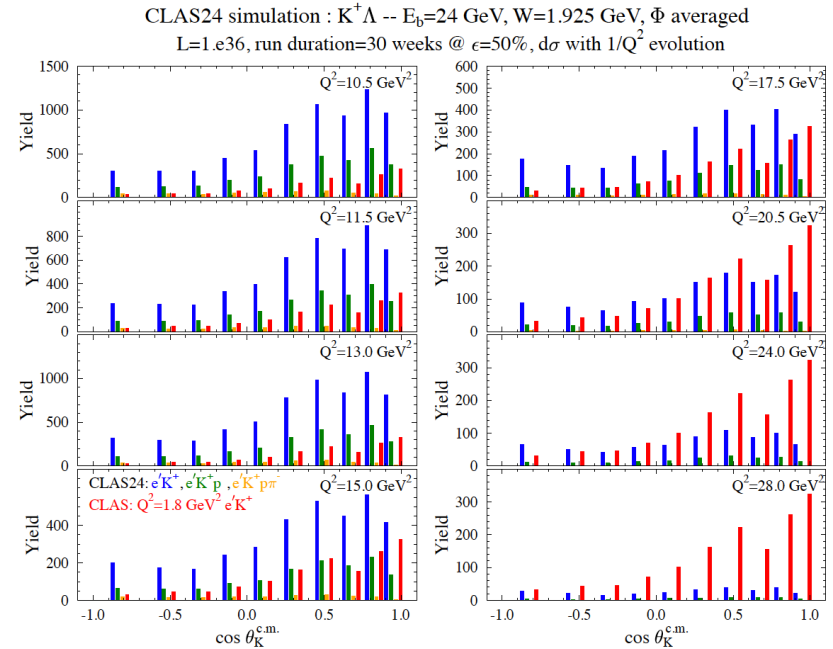 CLAS24 simulation : K⁺Λ -- E_b=24 GeV, W=1.925 GeV, Φ averaged
L=1.e36, run duration=30 weeks @ ϵ=50%, dσ with 1/Q² evolution
Q²=10.5 GeV²
Yield
1500
1000
500
0
Q²=11.5 GeV²
Yield
800
600
400
200
0
Q²=13.0 GeV²
Yield
1000
500
0
CLAS24: e′K⁺, e′K⁺p , e′K⁺pπ⁻
CLAS: Q²=1.8 GeV² e′K⁺
Q²=15.0 GeV²
Yield
400
200
0
-1.0 -0.5 0.0 0.5 1.0
cos θ_K^c.m.
Q²=17.5 GeV²
Yield
600
500
400
300
200
100
0
Q²=20.5 GeV²
Yield
300
200
100
0
Q²=24.0 GeV²
Yield
300
200
100
0
Q²=28.0 GeV²
Yield
300
200
100
0
-1.0 -0.5 0.0 0.5 1.0
cos θ_K^c.m.